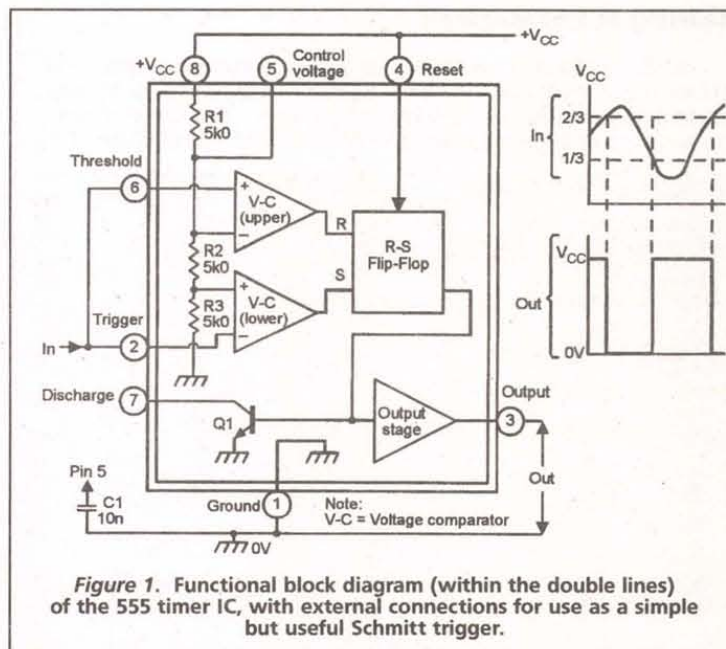 +VCC
+VCC
8
5
Control
voltage
4
Reset
R1
5k0
Threshold
6
+
V-C
(upper)
–
R
R-S
Flip-Flop
R2
5k0
S
R3
5k0
+
V-C
(lower)
–
Trigger
In
2
Discharge
7
Q1
Output
stage
Output
3
Pin 5
C1
10n
Ground
1
Note:
V-C = Voltage comparator
0V
Out
VCC
2/3
In
1/3
VCC
Out
0V
Figure 1. Functional block diagram (within the double lines)
of the 555 timer IC, with external connections for use as a simple
but useful Schmitt trigger.